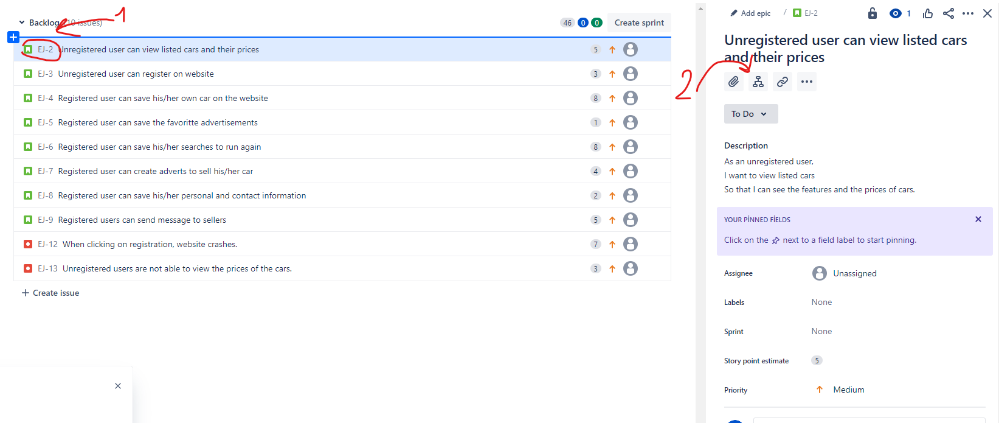 1
Backlog (10 issues)
46 0 0 Create sprint
EJ-2 Unregistered user can view listed cars and their prices 5
EJ-3 Unregistered user can register on website 3
EJ-4 Registered user can save his/her own car on the website 8
EJ-5 Registered user can save the favoritte advertisements 1
EJ-6 Registered user can save his/her searches to run again 8
EJ-7 Registered user can create adverts to sell his/her car 4
EJ-8 Registered user can save his/her personal and contact information 2
EJ-9 Registered users can send message to sellers 5
EJ-12 When clicking on registration, website crashes. 7
EJ-13 Unregistered users are not able to view the prices of the cars. 3
+ Create issue
Add epic / EJ-2 1
Unregistered user can view listed cars
and their prices
2
To Do
Description
As an unregistered user,
I want to view listed cars
So that I can see the features and the prices of cars.
YOUR PİNNED FİELDS
Click on the next to a field label to start pinning.
Assignee Unassigned
Labels None
Sprint None
Story point estimate 5
Priority Medium